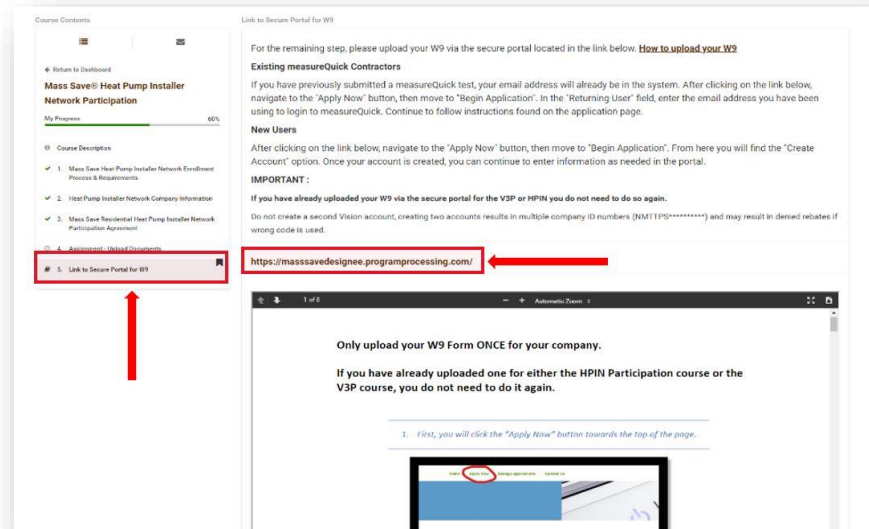 Course Contents
Link to Secure Portal for W9
Return to Dashboard
Mass Save® Heat Pump Installer
Network Participation
My Progress 60%
Course Description
1. Mass Save Heat Pump Installer Network Enrollment
Process & Requirements
2. Heat Pump Installer Network Company Information
3. Mass Save Residential Heat Pump Installer Network
Participation Agreement
4. Assignment - Upload Documents
5. Link to Secure Portal for W9
For the remaining step, please upload your W9 via the secure portal located in the link below. How to upload your W9
Existing measureQuick Contractors
If you have previously submitted a measureQuick test, your email address will already be in the system. After clicking on the link below,
navigate to the "Apply Now" button, then move to "Begin Application". In the "Returning User" field, enter the email address you have been
using to login to measureQuick. Continue to follow instructions found on the application page.
New Users
After clicking on the link below, navigate to the "Apply Now" button, then move to "Begin Application". From here you will find the "Create
Account" option. Once your account is created, you can continue to enter information as needed in the portal.
IMPORTANT :
If you have already uploaded your W9 via the secure portal for the V3P or HPIN you do not need to do so again.
Do not create a second Vision account, creating two accounts results in multiple company ID numbers (NMTTPS**********) and may result in denied rebates if
wrong code is used.
https://masssavedesignee.programprocessing.com/
1 of 8
Automatic Zoom
Only upload your W9 Form ONCE for your company.
If you have already uploaded one for either the HPIN Participation course or the
V3P course, you do not need to do it again.
1. First, you will click the "Apply Now" button towards the top of the page.
Home Apply Now Manage Applications Contact Us